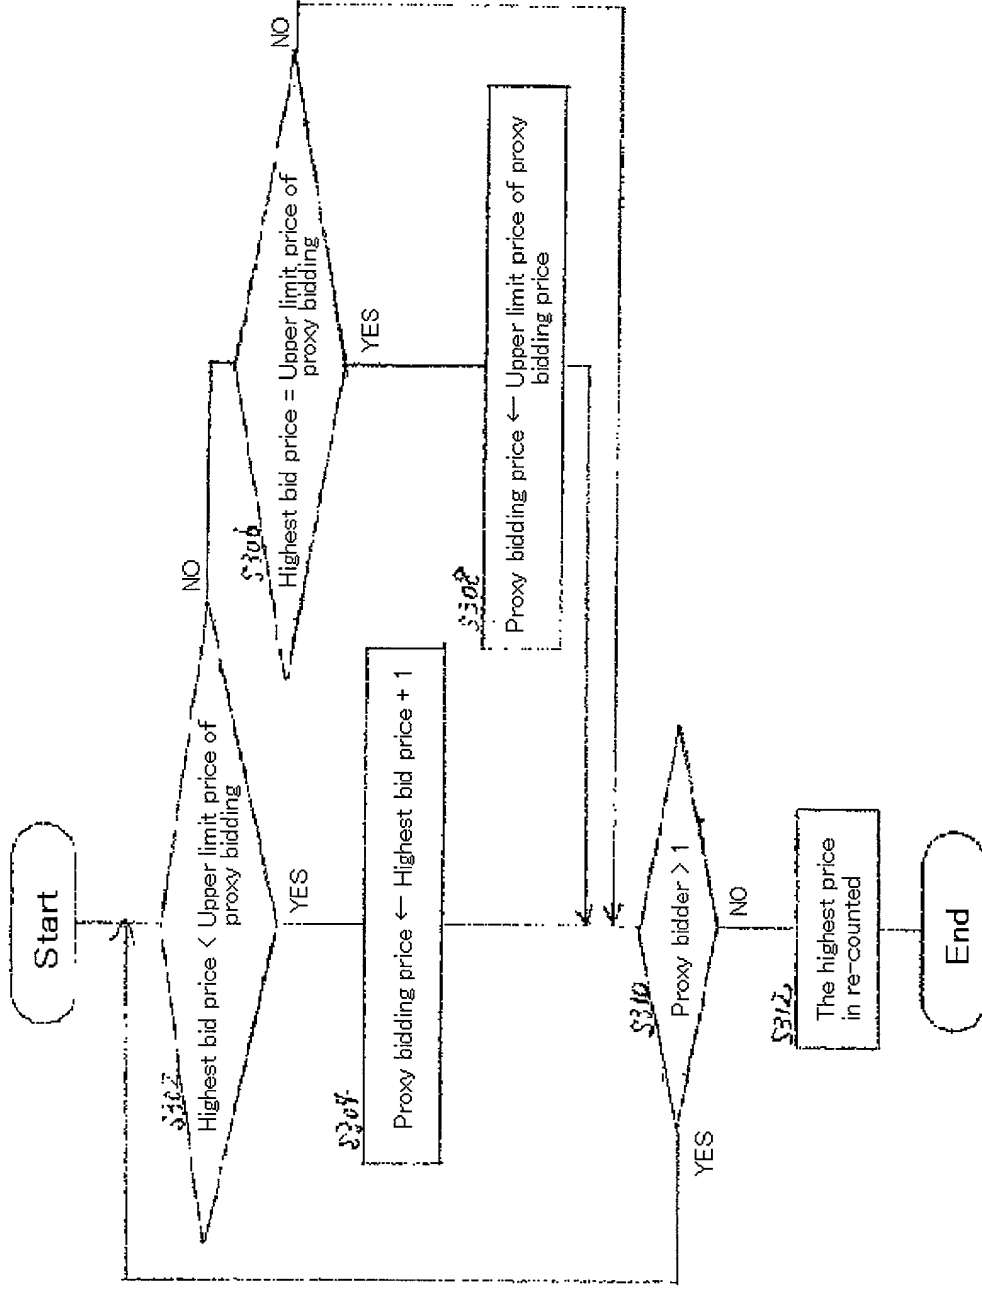 Start
S302
Highest bid price < Upper limit price of
proxy bidding
NO
YES
S304
Proxy bidding price ← Highest bid price + 1
S306
Highest bid price = Upper limit price of
proxy bidding
NO
YES
S308
Proxy bidding price ← Upper limit price of proxy
bidding price
S310
Proxy bidder > 1
YES
NO
S312
The highest price
in re-counted
End